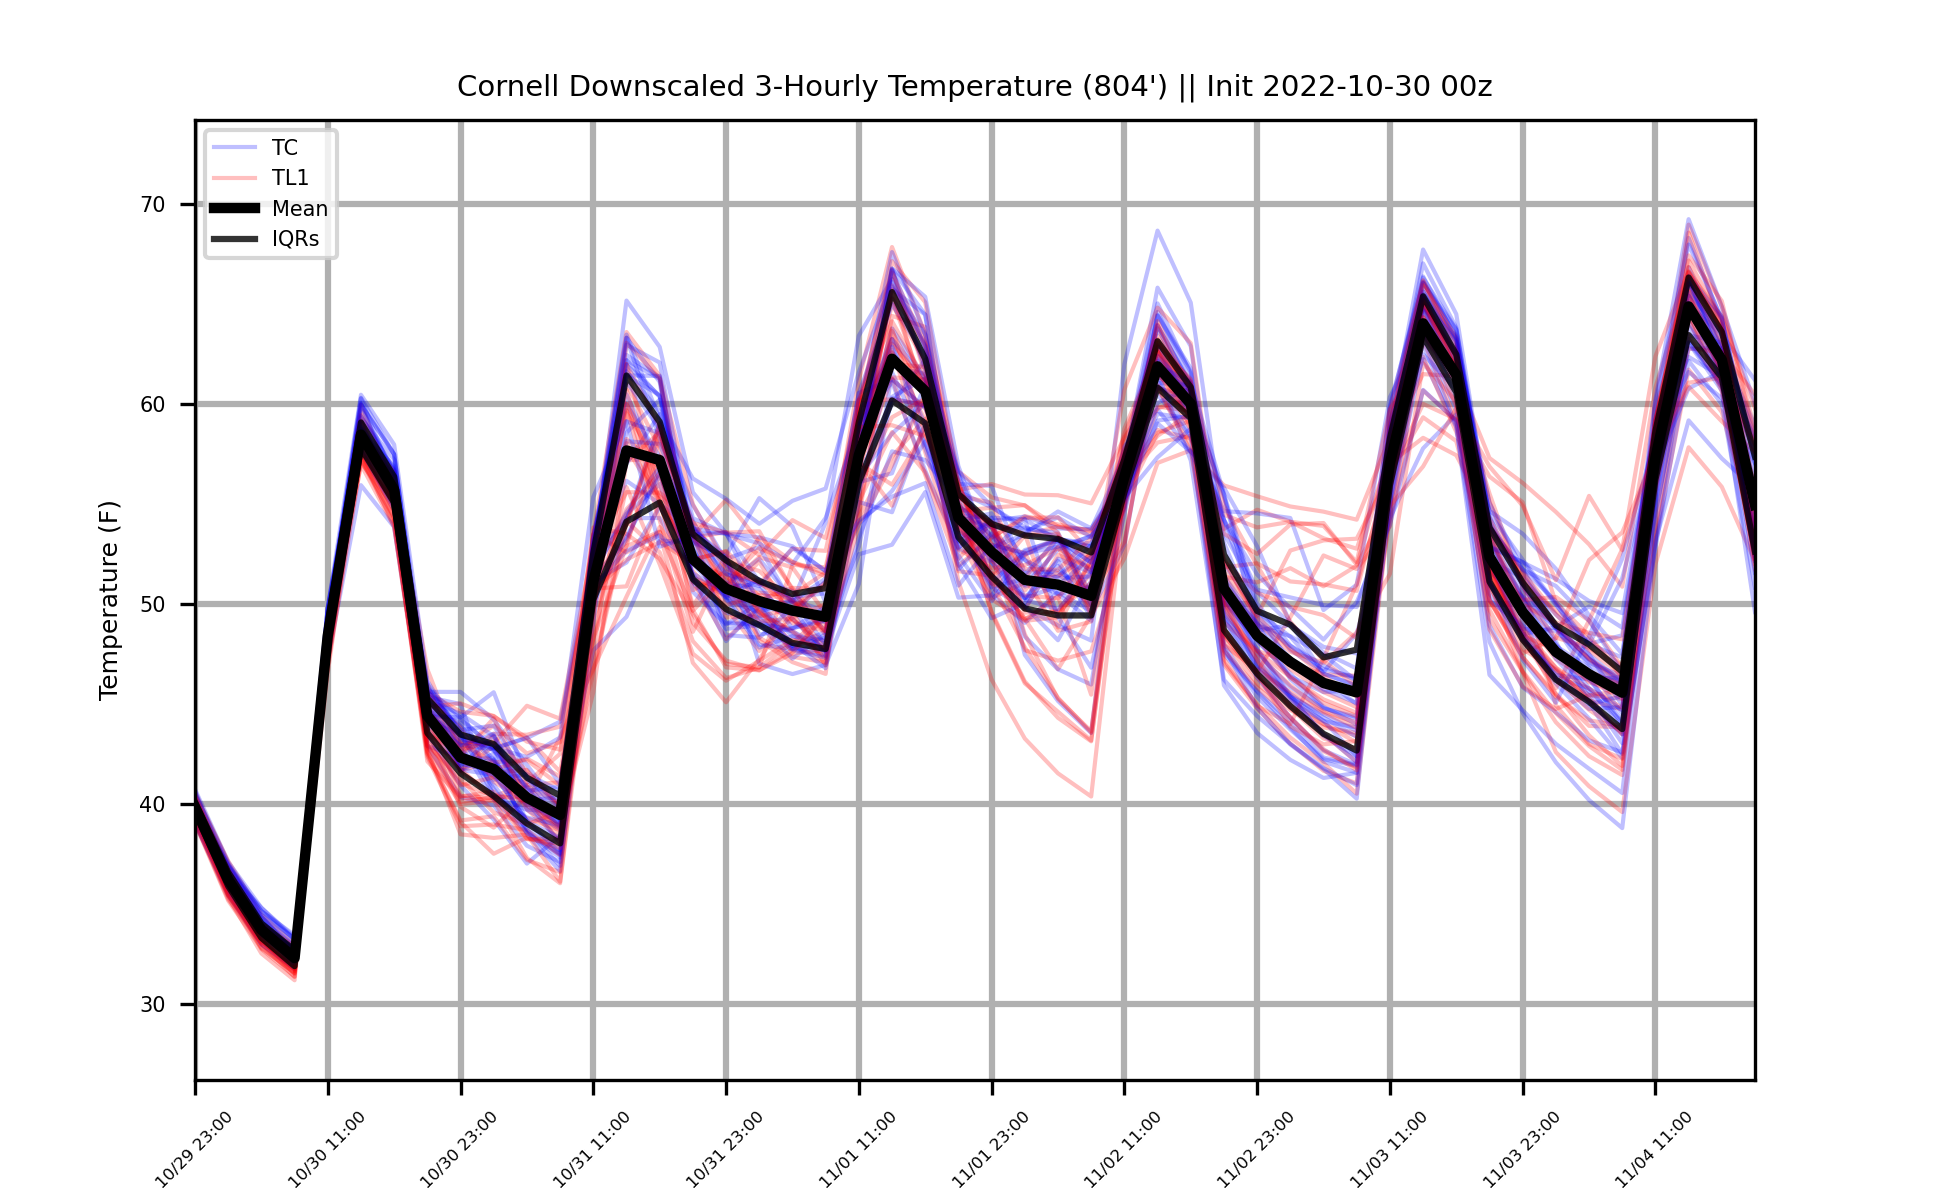 Cornell Downscaled 3-Hourly Temperature (804') || Init 2022-10-30 00z
TC
TL1
Mean
IQRs
Temperature (F)
70
60
50
40
30
10/29 23:00
10/30 11:00
10/30 23:00
10/31 11:00
10/31 23:00
11/01 11:00
11/01 23:00
11/02 11:00
11/02 23:00
11/03 11:00
11/03 23:00
11/04 11:00